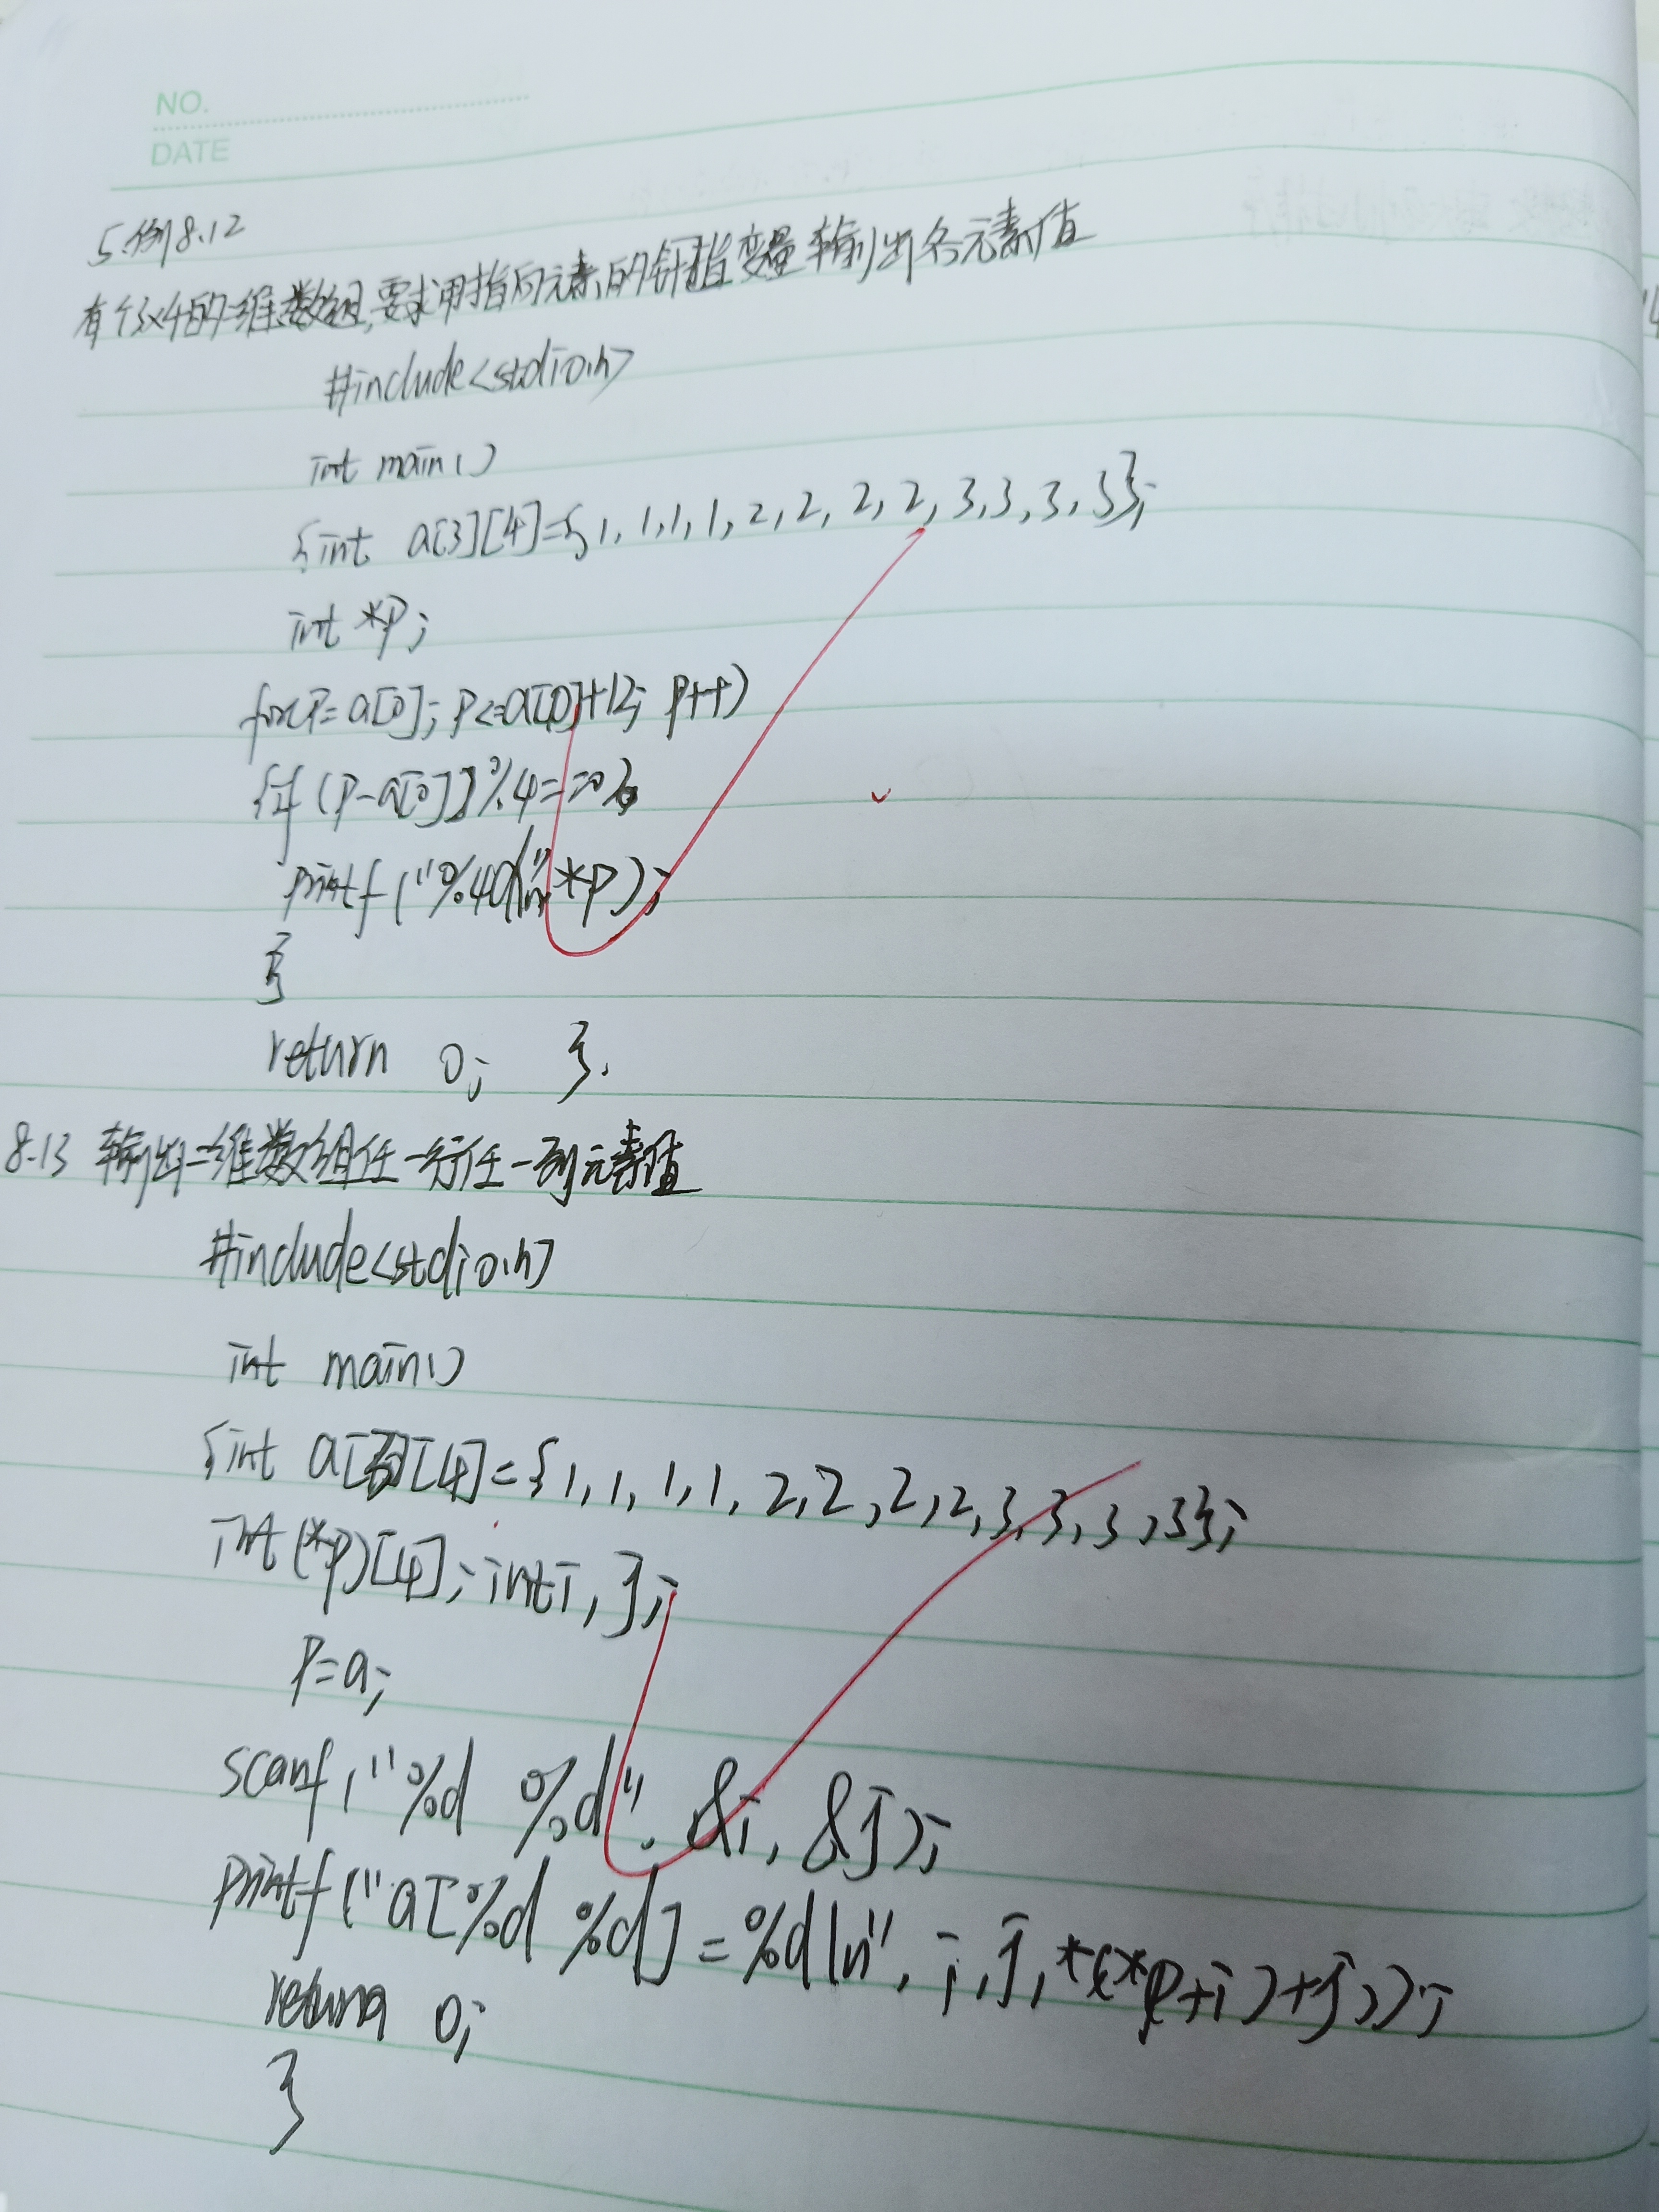 NO.
DATE
5.例8.12
有个3x4的二维数组,要求用指向元素的针指变量输出各元素值
#include<stdio.h>
int main()
{int a[3][4]={1,1,1,1,2,2,2,2,3,3,3,3};
int *p;
for(p=a[0];p<=a[0]+12;p++)
{if (p-a[0])%4==0)
printf("%4d\n"*p);
}
return 0; }.
8.13 输出二维数组任一行任一列元素值
#include<stdio.h>
int main()
{int a[3][4]={1,1,1,1,2,2,2,2,3,3,3,3};
int(*p)[4];int i,j;
p=a;
scanf("%d %d",&i,&j);
printf("a[%d %d]=%d\n",i,j,*(*p+i)+j));
return 0;
}